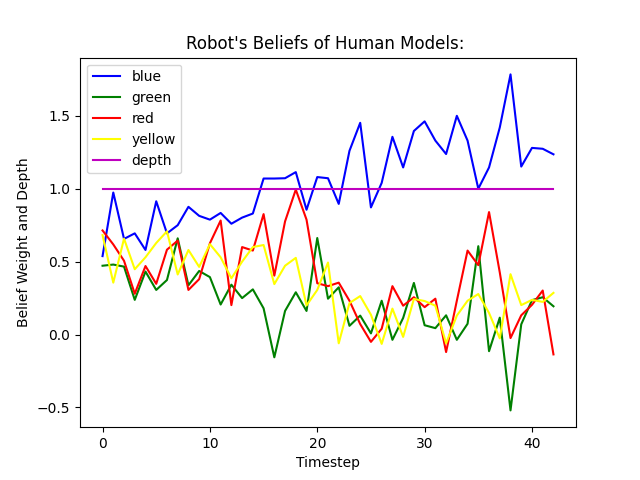 Robot's Beliefs of Human Models:
blue
green
red
yellow
depth
Belief Weight and Depth
1.5
1.0
0.5
0.0
−0.5
0
10
20
30
40
Timestep